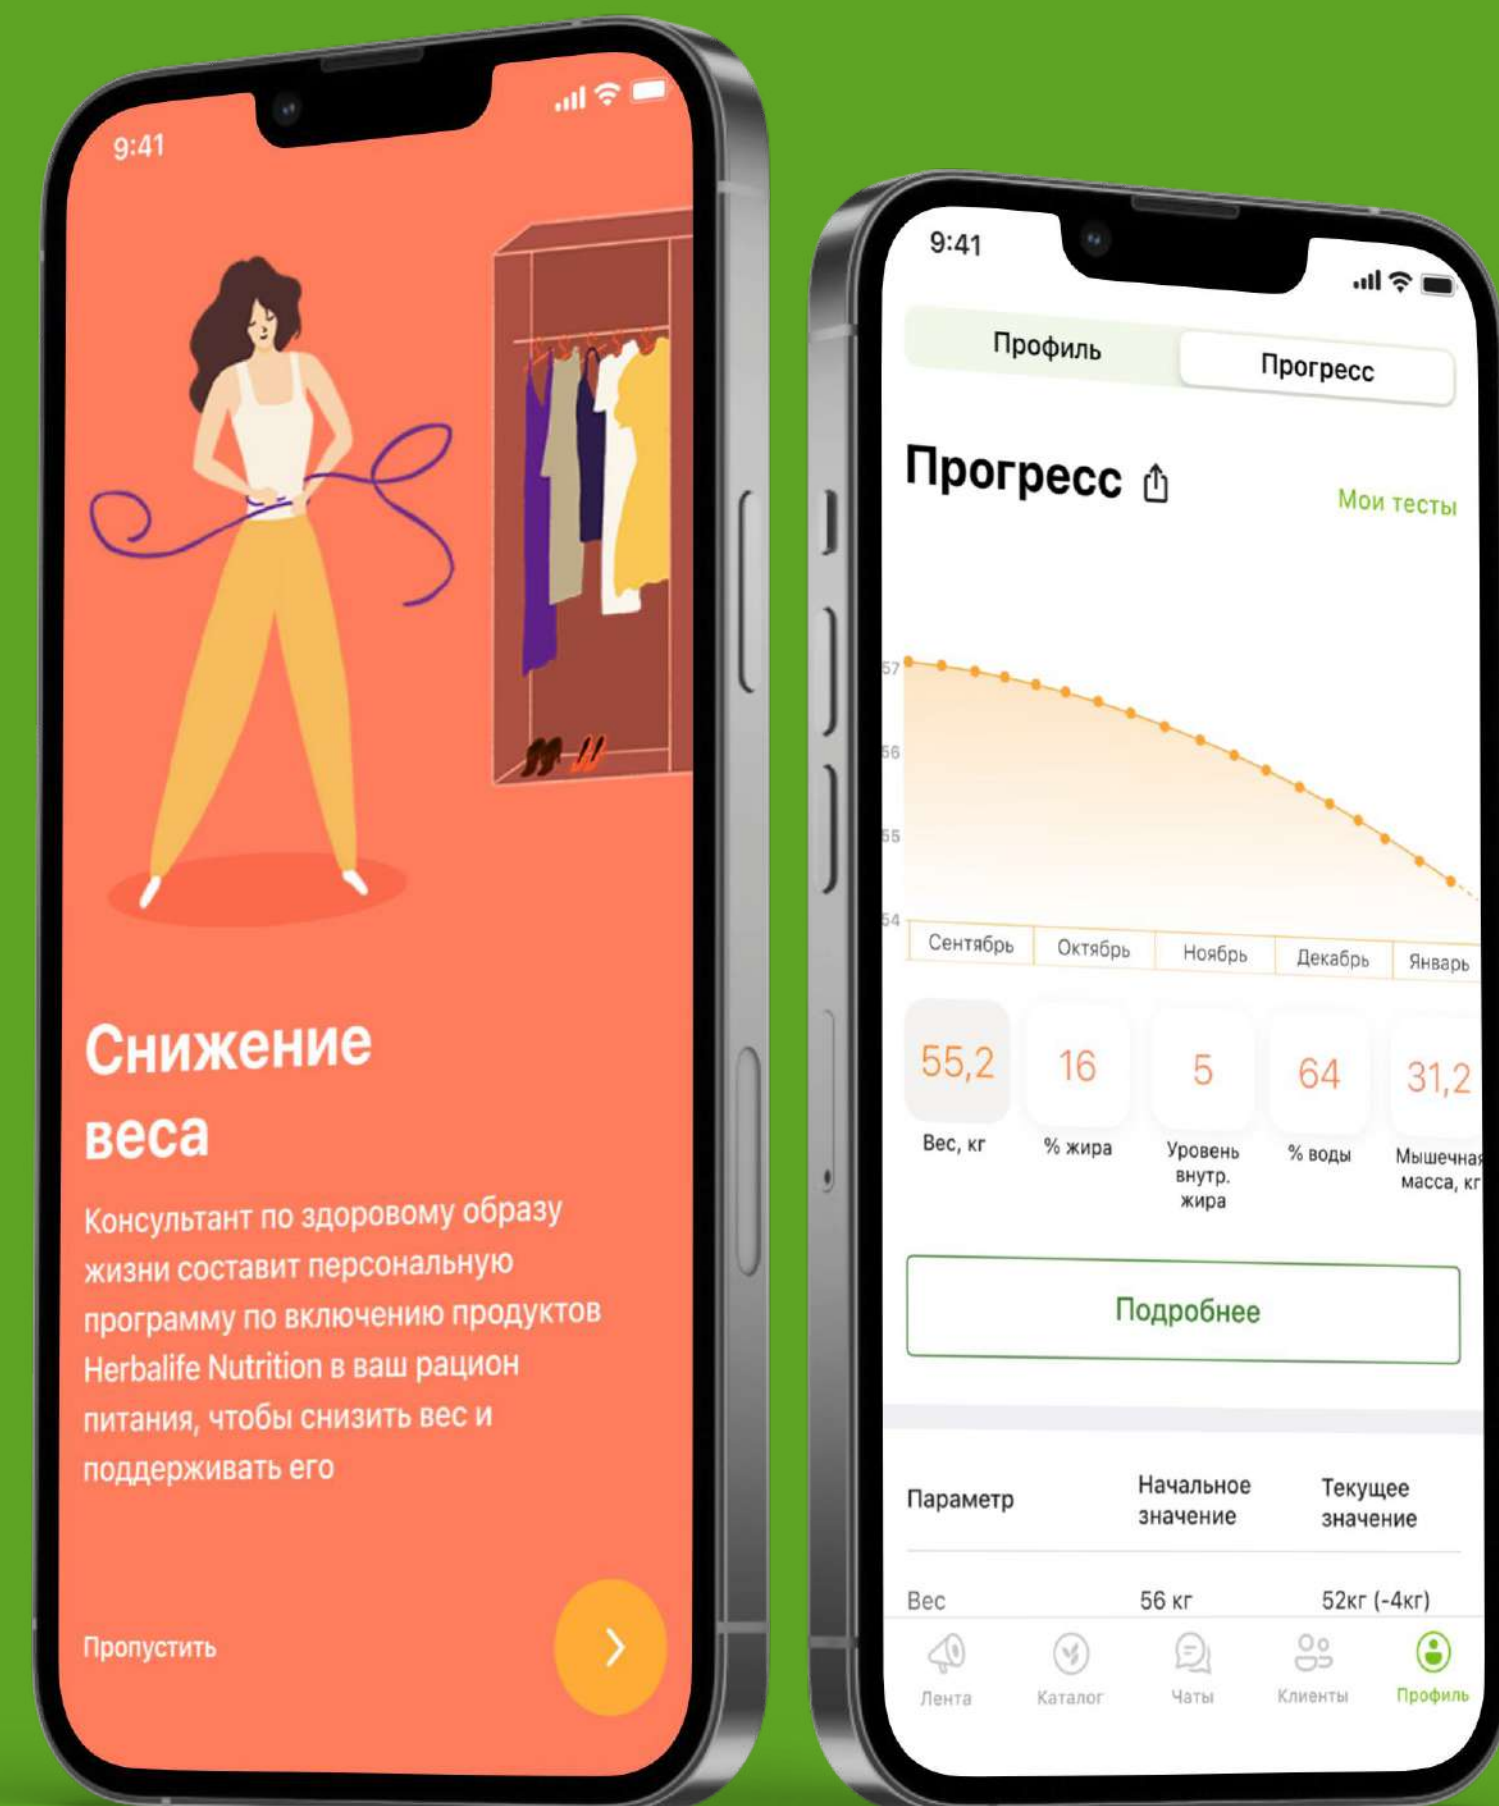 9:41
Снижение
веса
Консультант по здоровому образу
жизни составит персональную
программу по включению продуктов
Herbalife Nutrition в ваш рацион
питания, чтобы снизить вес и
поддерживать его
Пропустить
9:41
Профиль
Прогресс
Прогресс
Мои тесты
57
56
55
54
Сентябрь
Октябрь
Ноябрь
Декабрь
Январь
55,2
16
5
64
31,2
Вес, кг
% жира
Уровень
внутр.
жира
% воды
Мышечная
масса, кг
Подробнее
Параметр
Начальное
значение
Текущее
значение
Вес
56 кг
52кг (-4кг)
Лента
Каталог
Чаты
Клиенты
Профиль